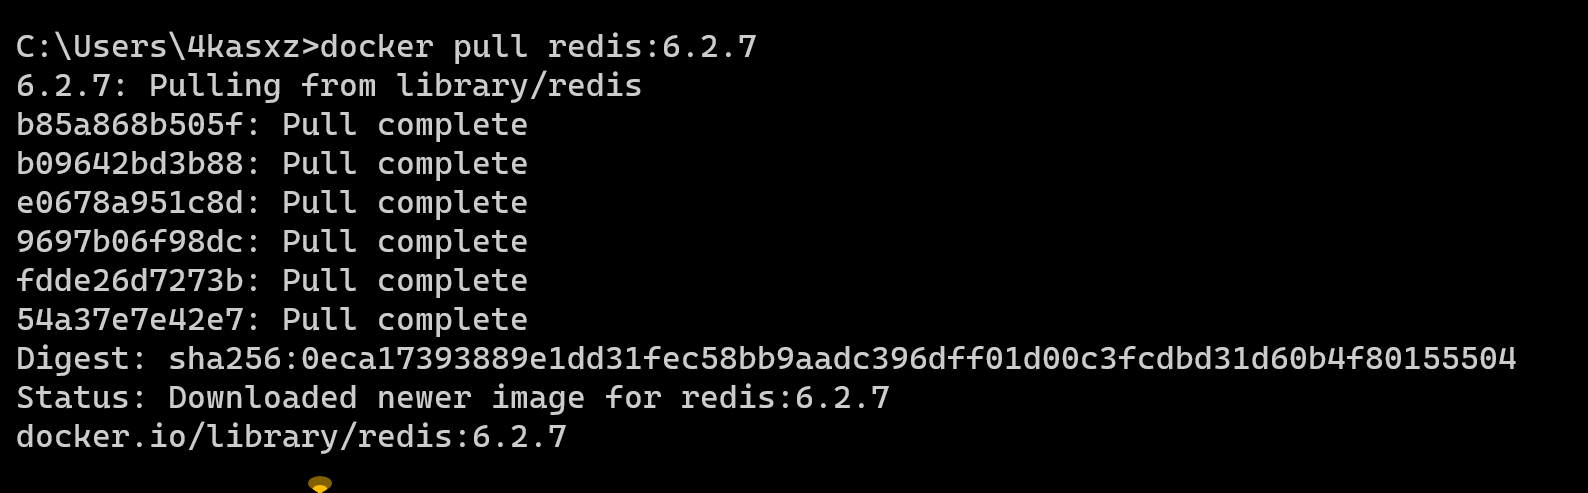 C:\Users\4kasxz>docker pull redis:6.2.7
6.2.7: Pulling from library/redis
b85a868b505f: Pull complete
b09642bd3b88: Pull complete
e0678a951c8d: Pull complete
9697b06f98dc: Pull complete
fdde26d7273b: Pull complete
54a37e7e42e7: Pull complete
Digest: sha256:0eca17393889e1dd31fec58bb9aadc396dff01d00c3fcdbd31d60b4f80155504
Status: Downloaded newer image for redis:6.2.7
docker.io/library/redis:6.2.7